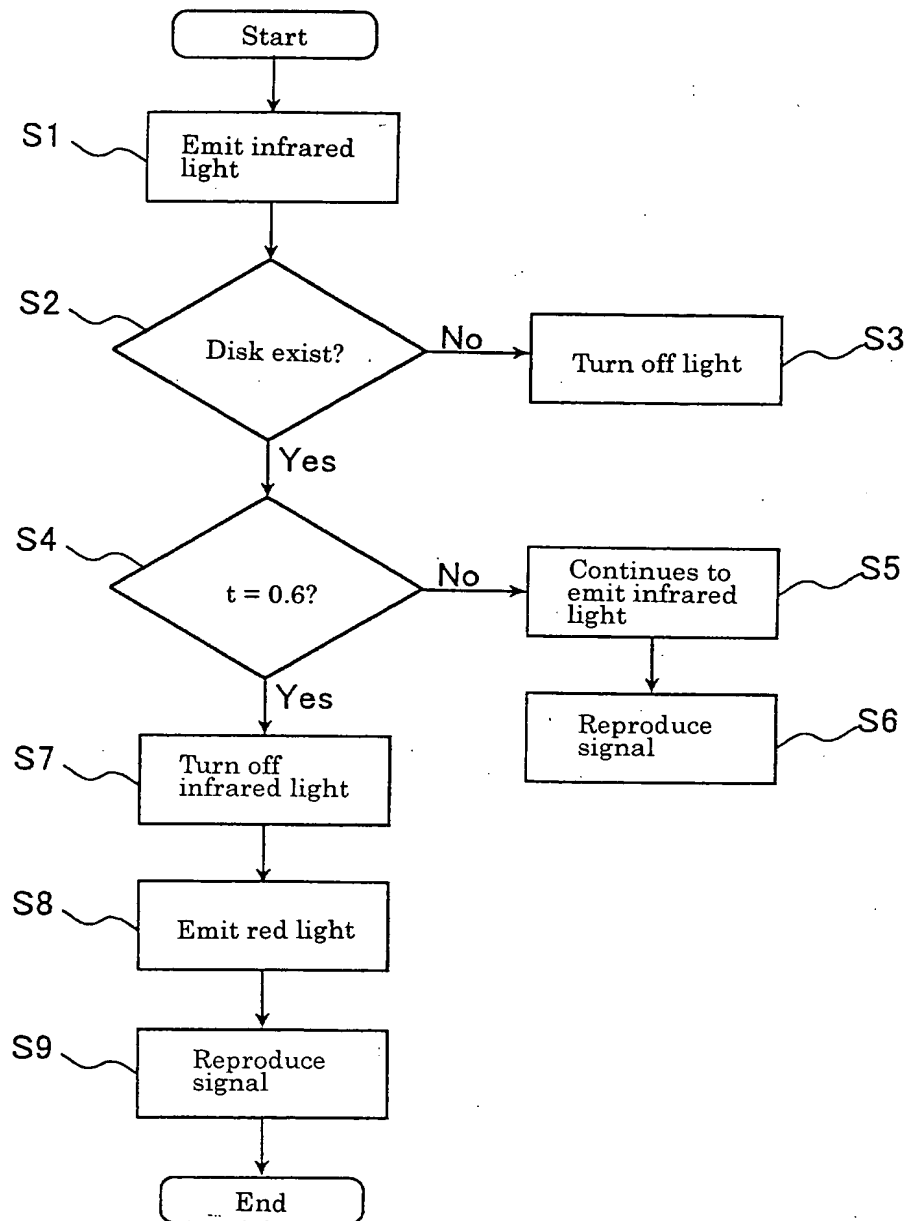 Start
S1
Emit infrared
light
S2
Disk exist?
No
Turn off light
S3
Yes
S4
t = 0.6?
No
Continues to
emit infrared
light
S5
Yes
Reproduce
signal
S6
S7
Turn off
infrared light
S8
Emit red light
S9
Reproduce
signal
End